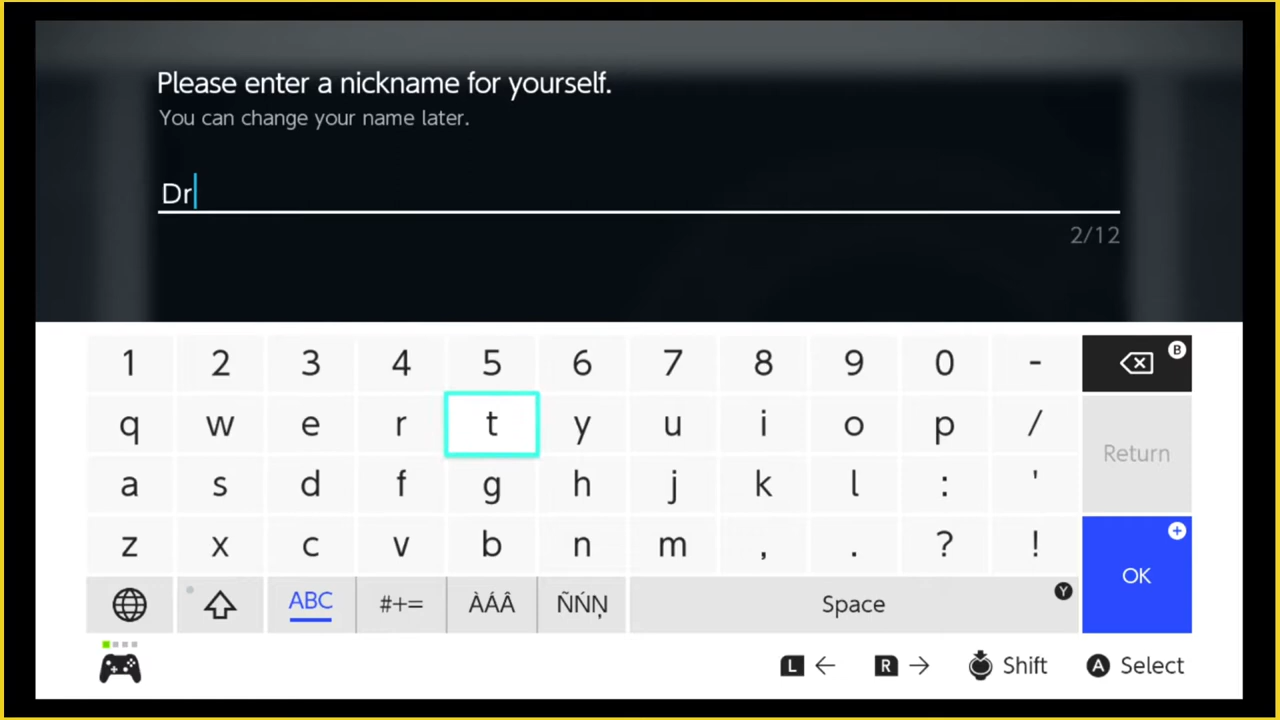 Please enter a nickname for yourself.
You can change your name later.
Dr
2/12
1 2 3 4 5 6 7 8 9 0 - B
q w e r t y u i o p /
Return
a s d f g h j k l : '
z x c v b n m , . ? ! +
OK
ABC #+= ÀÁÂ ÑŃŅ Space Y
L ← R → Shift A Select